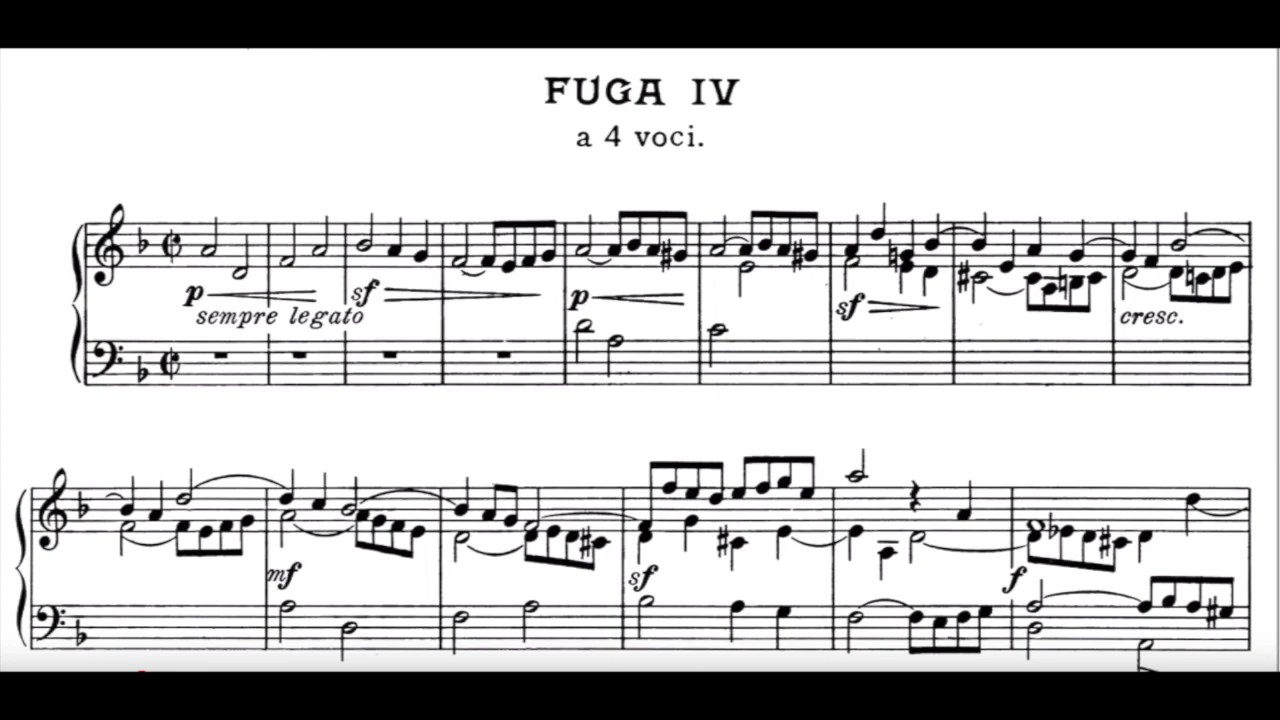 FUGA IV
a 4 voci.
p sf p sf
sempre legato cresc.
mf sf f